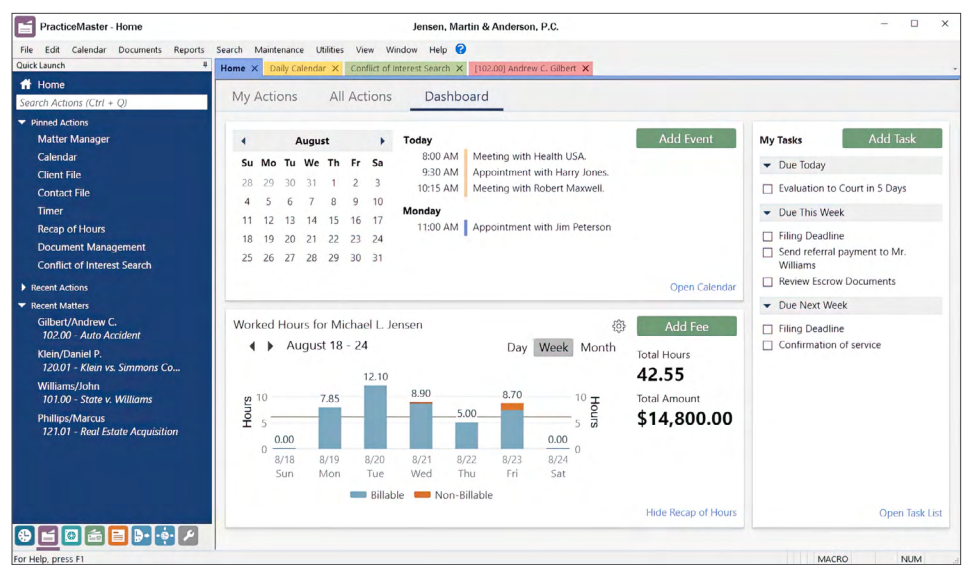 PracticeMaster - Home
Jensen, Martin & Anderson, P.C.
File Edit Calendar Documents Reports Search Maintenance Utilities View Window Help
Quick Launch
Home
Search Actions (Ctrl + Q)
Pinned Actions
Matter Manager
Calendar
Client File
Contact File
Timer
Recap of Hours
Document Management
Conflict of Interest Search
Recent Actions
Recent Matters
Gilbert/Andrew C.
102.00 - Auto Accident
Klein/Daniel P.
120.01 - Klein vs. Simmons Co...
Williams/John
101.00 - State v. Williams
Phillips/Marcus
121.01 - Real Estate Acquisition
Home X Daily Calendar X Conflict of Interest Search X [102.00] Andrew C. Gilbert X
My Actions All Actions Dashboard
August
Su Mo Tu We Th Fr Sa
28 29 30 31 1 2 3
4 5 6 7 8 9 10
11 12 13 14 15 16 17
18 19 20 21 22 23 24
25 26 27 28 29 30 31
Today
8:00 AM Meeting with Health USA.
9:30 AM Appointment with Harry Jones.
10:15 AM Meeting with Robert Maxwell.
Monday
11:00 AM Appointment with Jim Peterson
Add Event
Open Calendar
Worked Hours for Michael L. Jensen
August 18 - 24
Day Week Month
Hours
10
5
0
0.00
7.85
12.10
8.90
5.00
8.70
0.00
10
5
0
Hours
8/18 8/19 8/20 8/21 8/22 8/23 8/24
Sun Mon Tue Wed Thu Fri Sat
Billable Non-Billable
Add Fee
Total Hours
42.55
Total Amount
$14,800.00
Hide Recap of Hours
My Tasks
Add Task
Due Today
Evaluation to Court in 5 Days
Due This Week
Filing Deadline
Send referral payment to Mr.
Williams
Review Escrow Documents
Due Next Week
Filing Deadline
Confirmation of service
Open Task List
For Help, press F1
MACRO NUM